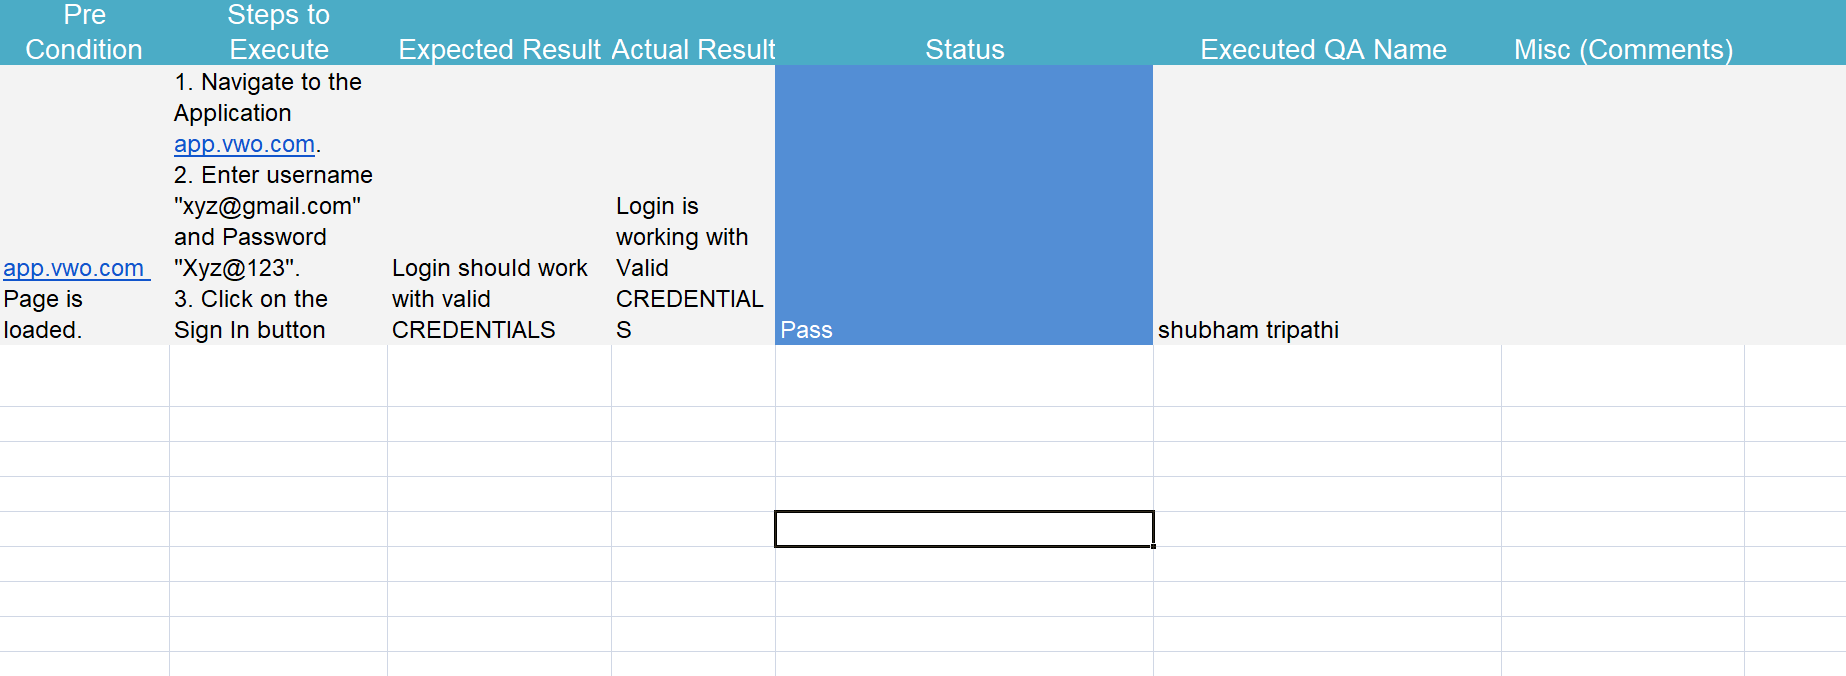 Pre
Condition
Steps to
Execute
Expected Result
Actual Result
Status
Executed QA Name
Misc (Comments)
app.vwo.com
Page is
loaded.
1. Navigate to the
Application
app.vwo.com.
2. Enter username
"xyz@gmail.com"
and Password
"Xyz@123".
3. Click on the
Sign In button
Login should work
with valid
CREDENTIALS
Login is
working with
Valid
CREDENTIAL
S
Pass
shubham tripathi